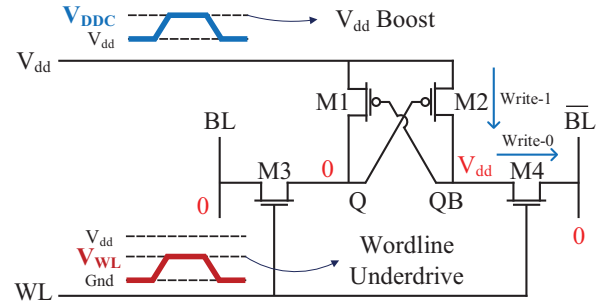 V_DDC
V_dd
V_dd Boost
V_dd
M1
M2
Write-1
BL
BL̅
Write-0
M3
0
V_dd
M4
0
Q
QB
0
V_dd
V_WL
Gnd
Wordline
Underdrive
WL